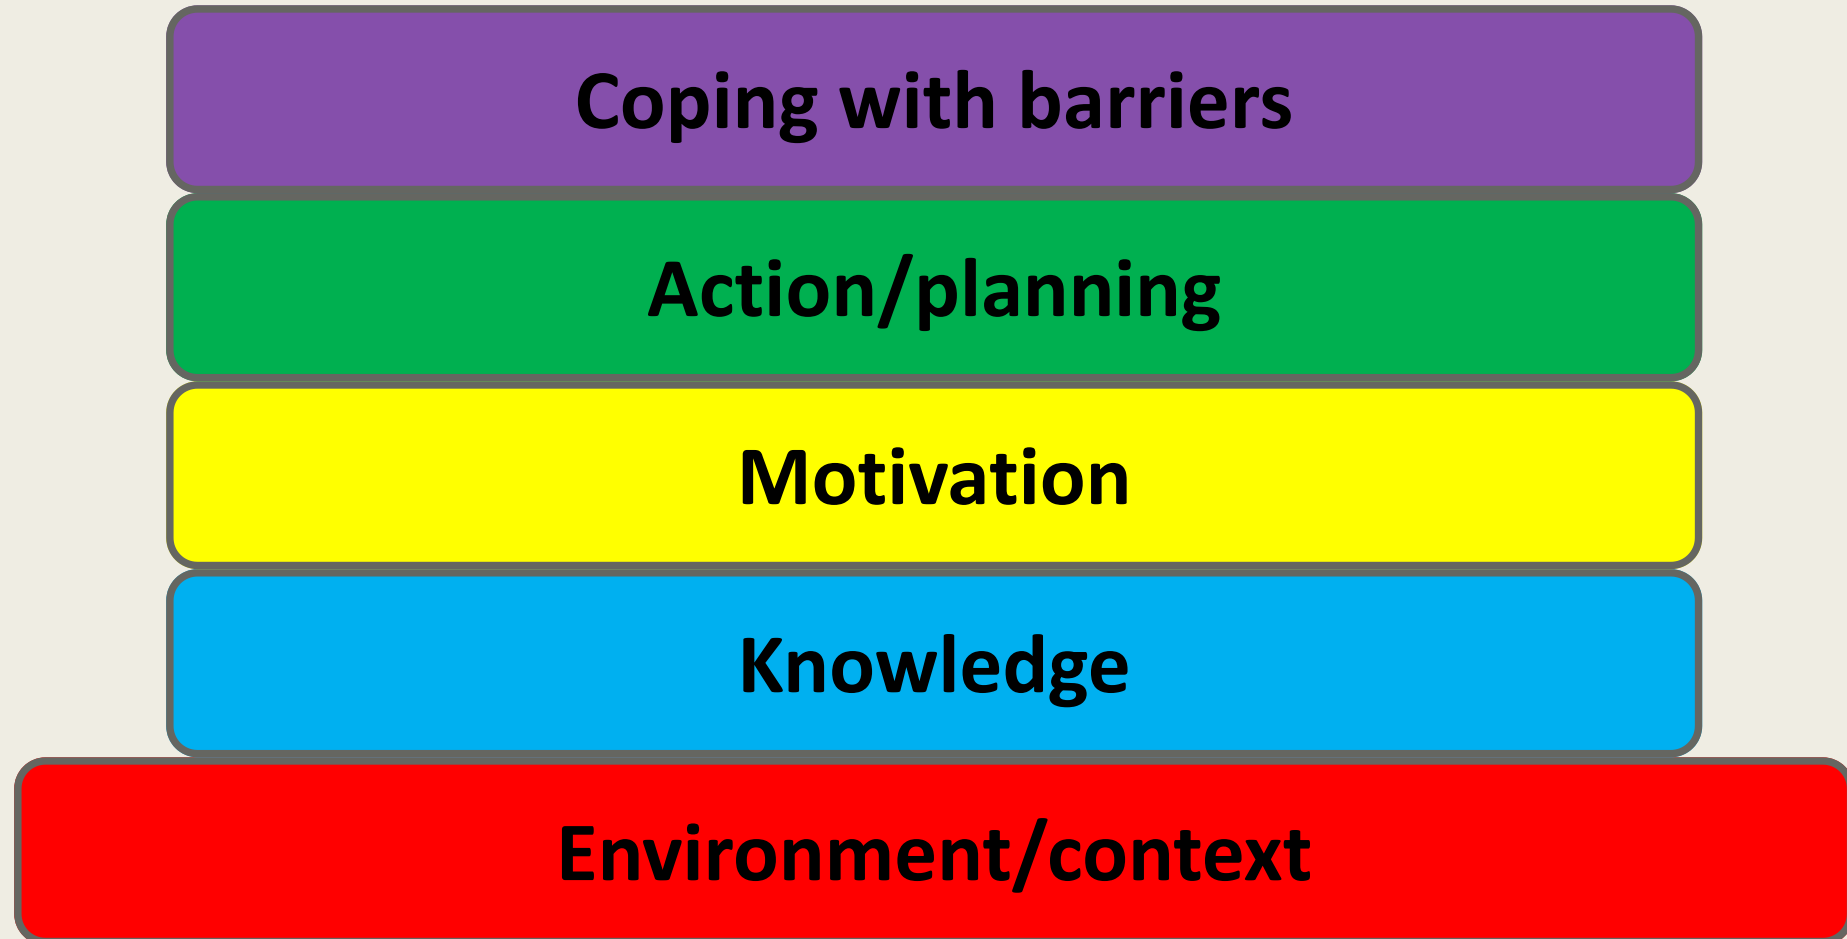 Coping with barriers
Action/planning
Motivation
Knowledge
Environment/context